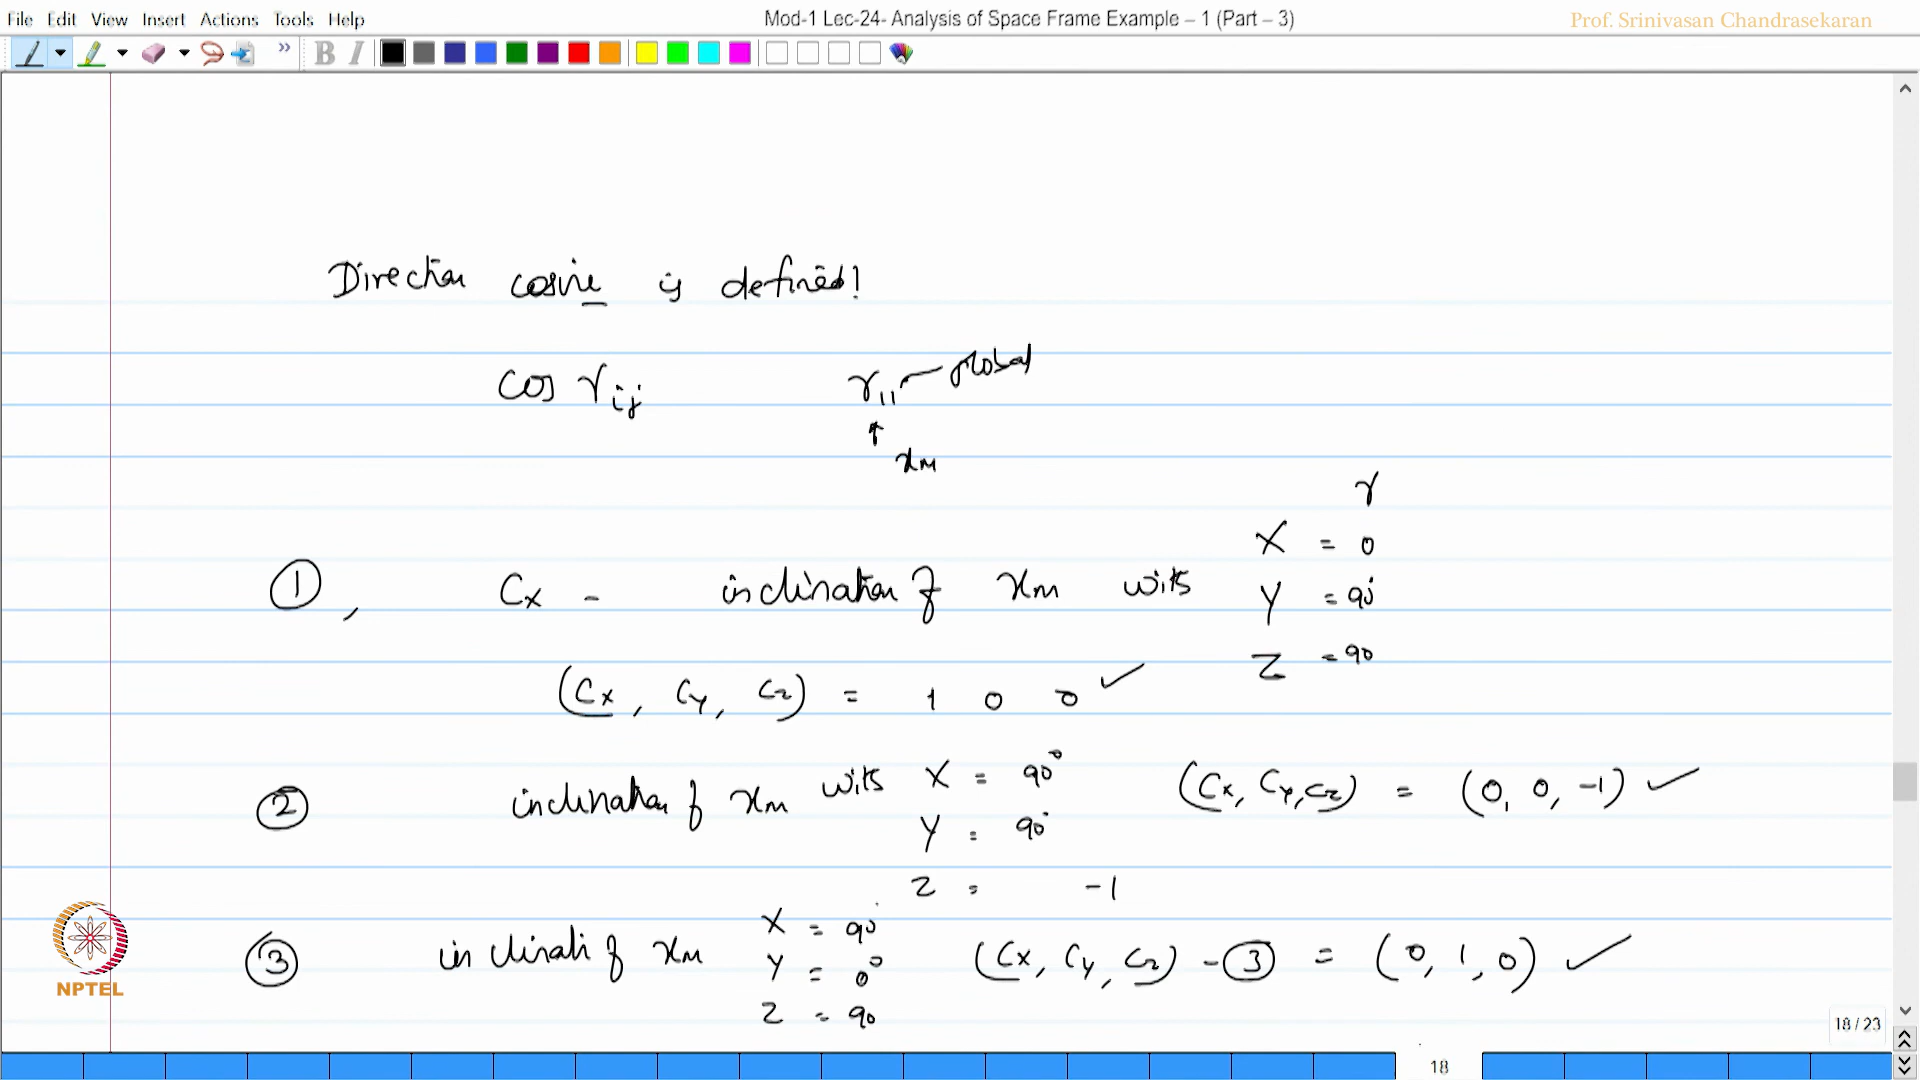 File Edit View Insert Actions Tools Help
Mod-1 Lec-24- Analysis of Space Frame Example – 1 (Part – 3)
Prof. Srinivasan Chandrasekaran
B I
Direction cosine is defined!
cos γij γ11 global
xM
γ
① , Cx - inclination of xM with X = 0
Y = 90°
Z = 90
(Cx, Cy, Cz) = 1 0 0 ✓
② inclination of xM with X = 90° (Cx, Cy, Cz) = (0, 0, -1) ✓
Y = 90°
Z = -1
③ inclinati of xM X = 90° (Cx, Cy, Cz) - ③ = (0, 1, 0) ✓
Y = 0°
Z = 90
NPTEL
18 / 23
18